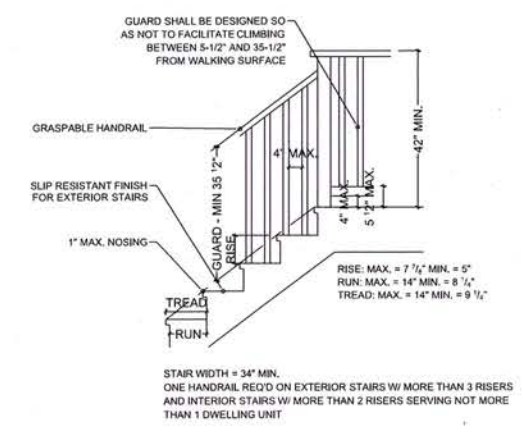 GUARD SHALL BE DESIGNED SO
AS NOT TO FACILITATE CLIMBING
BETWEEN 5-1/2" AND 35-1/2"
FROM WALKING SURFACE
GRASPABLE HANDRAIL
4" MAX.
42" MIN.
SLIP RESISTANT FINISH
FOR EXTERIOR STAIRS
GUARD - MIN 35 12"
4" MAX.
5 12" MAX.
1" MAX. NOSING
RISE
TREAD
RUN
RISE: MAX. = 7 7/8" MIN. = 5"
RUN: MAX. = 14" MIN. = 8 1/4"
TREAD: MAX. = 14" MIN = 9 1/4"
STAIR WIDTH = 34" MIN.
ONE HANDRAIL REQ'D ON EXTERIOR STAIRS W/ MORE THAN 3 RISERS
AND INTERIOR STAIRS W/ MORE THAN 2 RISERS SERVING NOT MORE
THAN 1 DWELLING UNIT